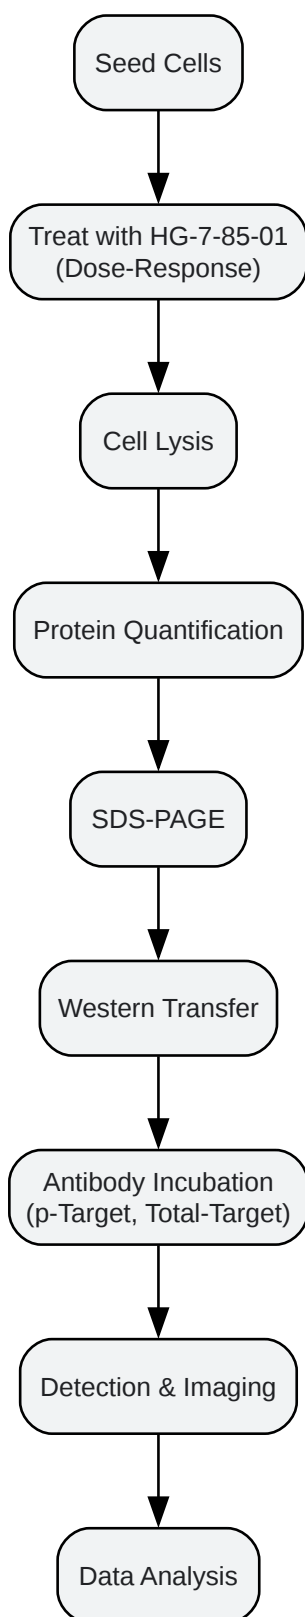 Seed Cells
Treat with HG-7-85-01
(Dose-Response)
Cell Lysis
Protein Quantification
SDS-PAGE
Western Transfer
Antibody Incubation
(p-Target, Total-Target)
Detection & Imaging
Data Analysis